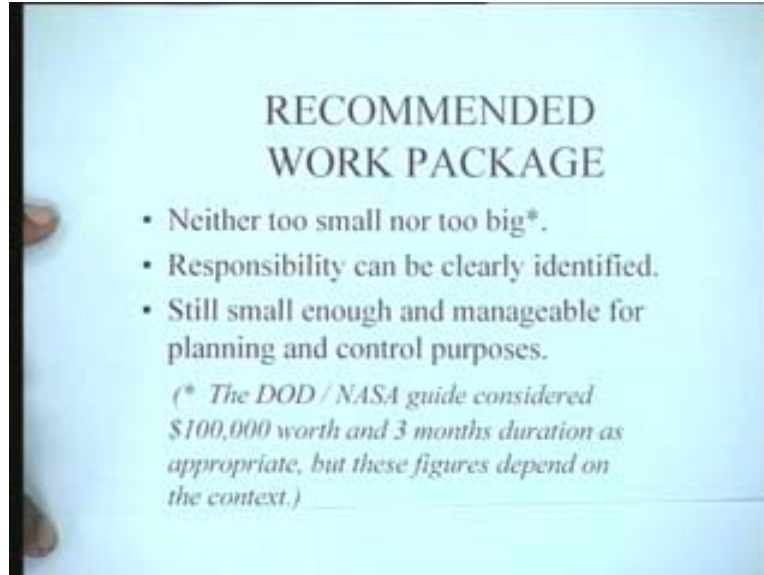 RECOMMENDED
WORK PACKAGE
• Neither too small nor too big*.
• Responsibility can be clearly identified.
• Still small enough and manageable for
planning and control purposes.
(* The DOD / NASA guide considered
$100,000 worth and 3 months duration as
appropriate, but these figures depend on
the context.)